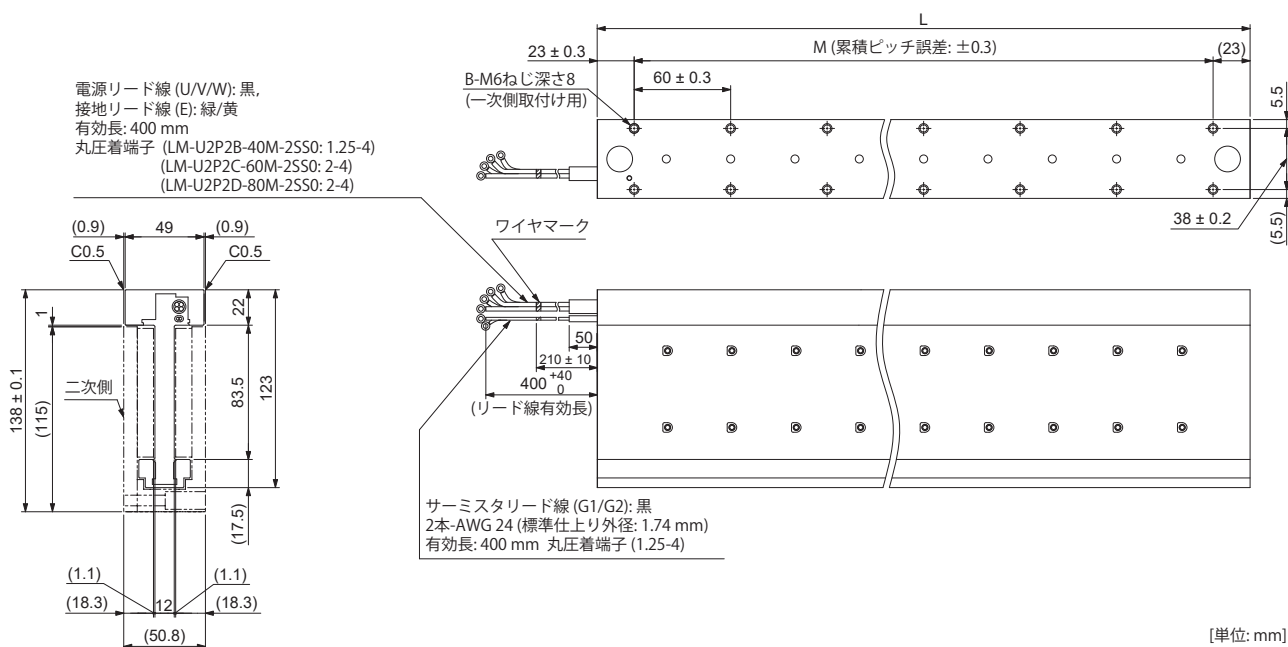 L
M (累積ピッチ誤差: ±0.3)
23 ± 0.3
(23)
B-M6ねじ深さ8
(一次側取付け用)
60 ± 0.3
5.5
38 ± 0.2
(5.5)
電源リード線 (U/V/W): 黒,
接地リード線 (E): 緑/黄
有効長: 400 mm
丸圧着端子 (LM-U2P2B-40M-2SS0: 1.25-4)
(LM-U2P2C-60M-2SS0: 2-4)
(LM-U2P2D-80M-2SS0: 2-4)
ワイヤマーク
(0.9)
49
(0.9)
C0.5
C0.5
22
1
138 ± 0.1
(115)
二次側
83.5
123
(17.5)
(1.1)
(1.1)
(18.3)
12
(18.3)
(50.8)
50
210 ± 10
400 +40 0
(リード線有効長)
サーミスタリード線 (G1/G2): 黒
2本-AWG 24 (標準仕上り外径: 1.74 mm)
有効長: 400 mm 丸圧着端子 (1.25-4)
[単位: mm]